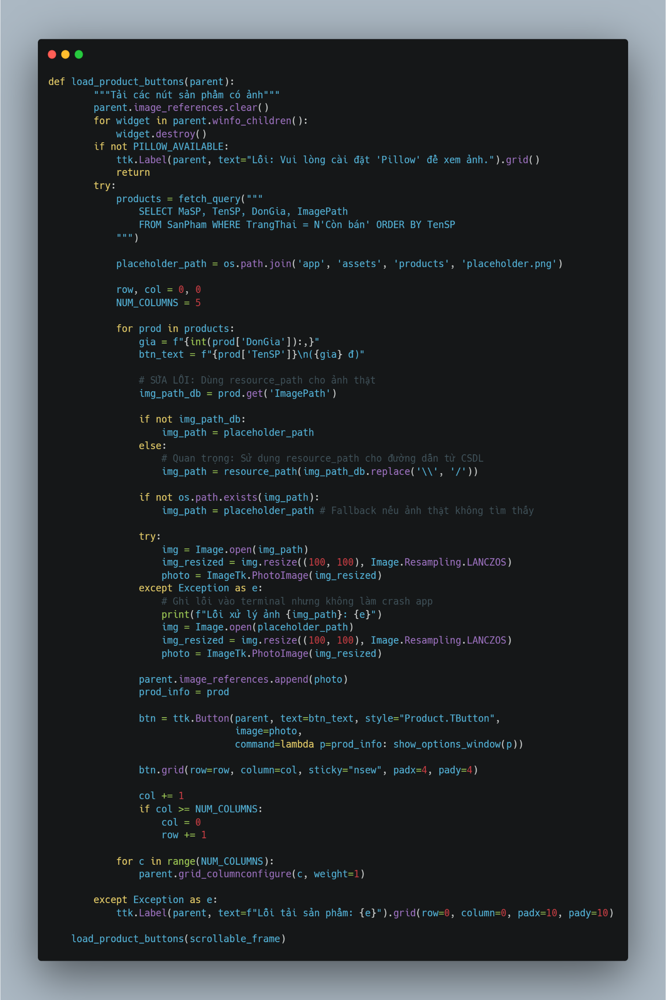 def load_product_buttons(parent):
        """Tải các nút sản phẩm có ảnh"""
        parent.image_references.clear()
        for widget in parent.winfo_children():
            widget.destroy()
        if not PILLOW_AVAILABLE:
            ttk.Label(parent, text="Lỗi: Vui lòng cài đặt 'Pillow' để xem ảnh.").grid()
            return
        try:
            products = fetch_query("""
                SELECT MaSP, TenSP, DonGia, ImagePath
                FROM SanPham WHERE TrangThai = N'Còn bán' ORDER BY TenSP
            """)

            placeholder_path = os.path.join('app', 'assets', 'products', 'placeholder.png')

            row, col = 0, 0
            NUM_COLUMNS = 5

            for prod in products:
                gia = f"{int(prod['DonGia']):,}"
                btn_text = f"{prod['TenSP']}\n({gia} đ)"

                # SỬA LỖI: Dùng resource_path cho ảnh thật
                img_path_db = prod.get('ImagePath')

                if not img_path_db:
                    img_path = placeholder_path
                else:
                    # Quan trọng: Sử dụng resource_path cho đường dẫn từ CSDL
                    img_path = resource_path(img_path_db.replace('\\', '/'))

                if not os.path.exists(img_path):
                    img_path = placeholder_path # Fallback nếu ảnh thật không tìm thấy

                try:
                    img = Image.open(img_path)
                    img_resized = img.resize((100, 100), Image.Resampling.LANCZOS)
                    photo = ImageTk.PhotoImage(img_resized)
                except Exception as e:
                    # Ghi lỗi vào terminal nhưng không làm crash app
                    print(f"Lỗi xử lý ảnh {img_path}: {e}")
                    img = Image.open(placeholder_path)
                    img_resized = img.resize((100, 100), Image.Resampling.LANCZOS)
                    photo = ImageTk.PhotoImage(img_resized)

                parent.image_references.append(photo)
                prod_info = prod

                btn = ttk.Button(parent, text=btn_text, style="Product.TButton",
                                 image=photo,
                                 command=lambda p=prod_info: show_options_window(p))

                btn.grid(row=row, column=col, sticky="nsew", padx=4, pady=4)

                col += 1
                if col >= NUM_COLUMNS:
                    col = 0
                    row += 1

            for c in range(NUM_COLUMNS):
                parent.grid_columnconfigure(c, weight=1)

        except Exception as e:
            ttk.Label(parent, text=f"Lỗi tải sản phẩm: {e}").grid(row=0, column=0, padx=10, pady=10)

    load_product_buttons(scrollable_frame)